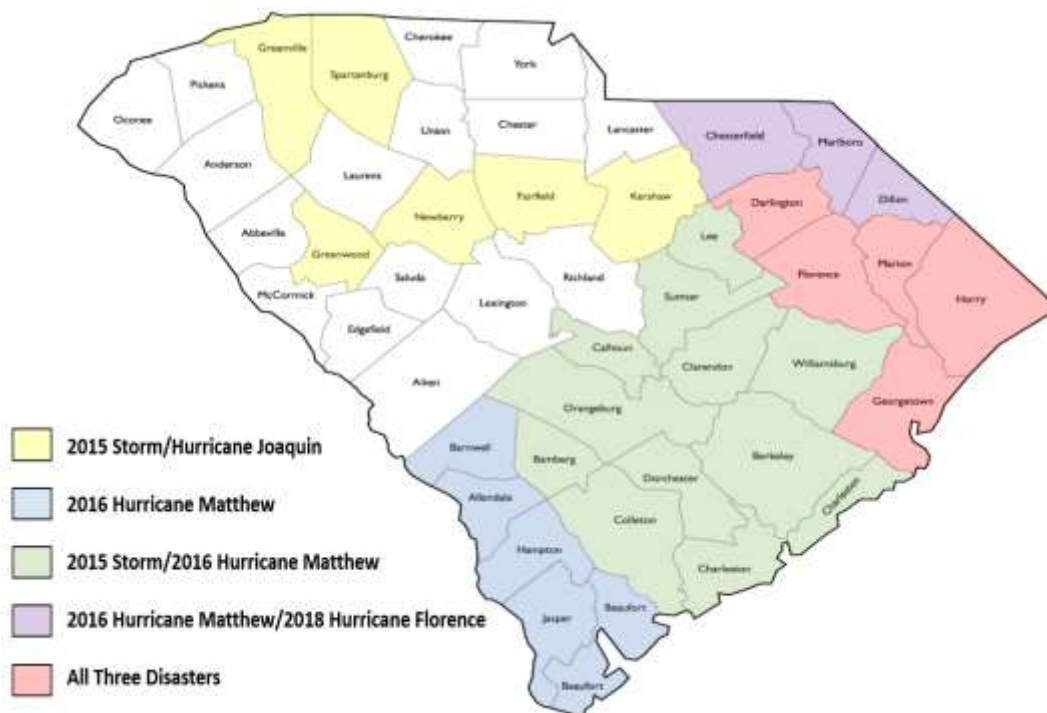 Cherokee
Greenville
Spartanburg
York
Pickens
Oconee
Union
Chester
Lancaster
Chesterfield
Marlboro
Anderson
Laurens
Fairfield
Kershaw
Darlington
Dillon
Newberry
Abbeville
Greenwood
Lee
Saluda
Richland
Florence
Marion
Horry
McCormick
Lexington
Sumter
Edgefield
Calhoun
Clarendon
Williamsburg
Aiken
Georgetown
Orangeburg
Barnwell
Bamberg
Berkeley
Dorchester
Charleston
Allendale
Colleton
Hampton
Charleston
Beaufort
Jasper
Beaufort
2015 Storm/Hurricane Joaquin
2016 Hurricane Matthew
2015 Storm/2016 Hurricane Matthew
2016 Hurricane Matthew/2018 Hurricane Florence
All Three Disasters